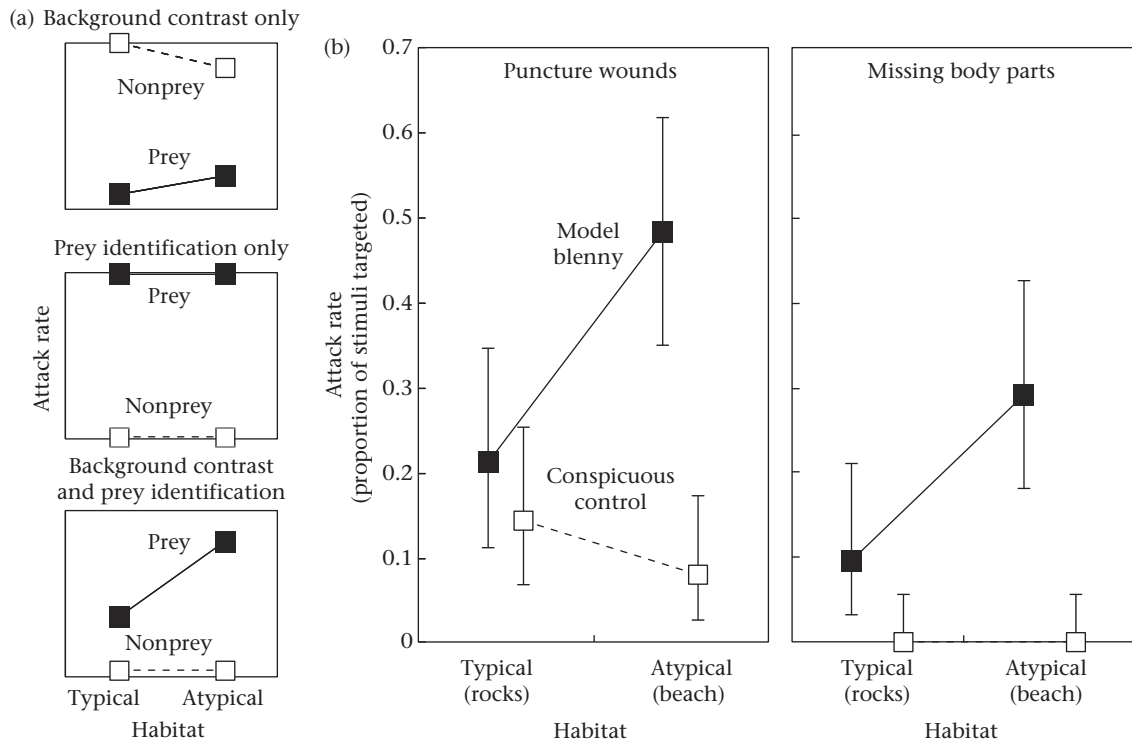 (a) Background contrast only
Nonprey
Prey
Prey identification only
Prey
Nonprey
Background contrast
and prey identification
Prey
Nonprey
Typical Atypical
Habitat
Attack rate
(b)
Puncture wounds
0.7
0.6
0.5
0.4
0.3
0.2
0.1
0
Attack rate
(proportion of stimuli targeted)
Model
blenny
Conspicuous
control
Typical
(rocks)
Atypical
(beach)
Habitat
Missing body parts
Typical
(rocks)
Atypical
(beach)
Habitat